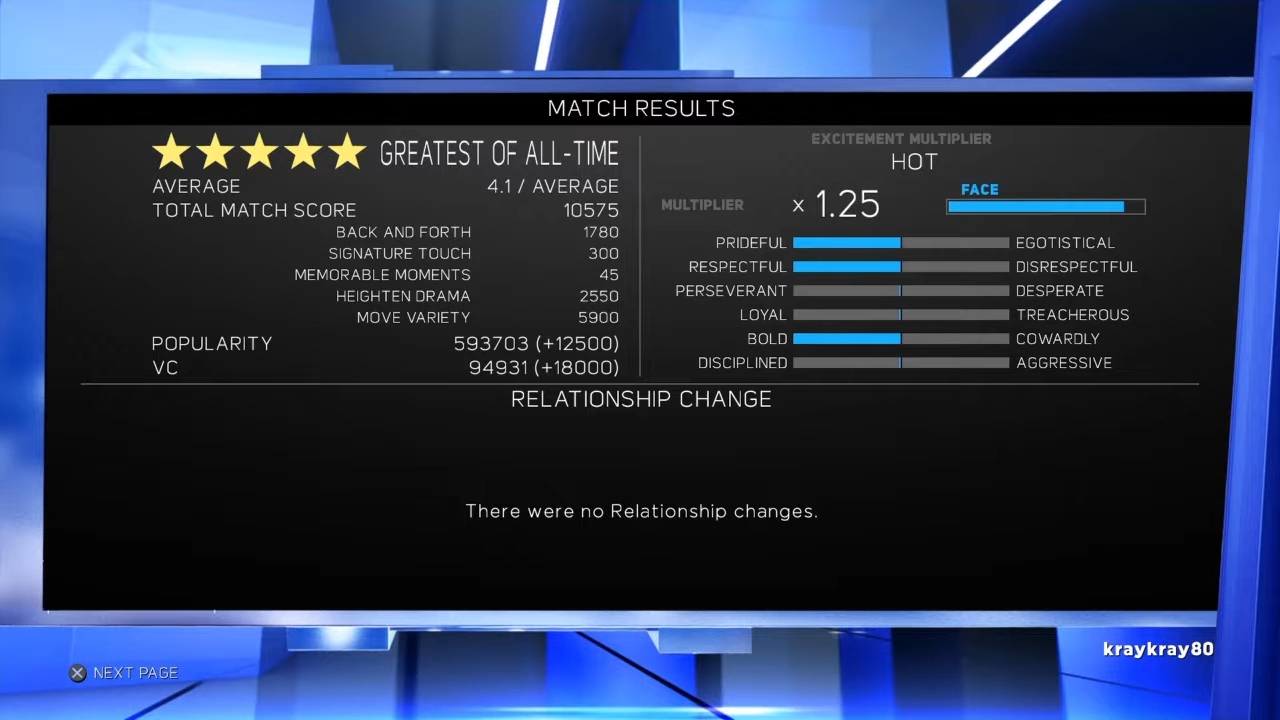 MATCH RESULTS
GREATEST OF ALL-TIME
AVERAGE 4.1 / AVERAGE
TOTAL MATCH SCORE 10575
BACK AND FORTH 1780
SIGNATURE TOUCH 300
MEMORABLE MOMENTS 45
HEIGHTEN DRAMA 2550
MOVE VARIETY 5900
POPULARITY 593703 (+12500)
VC 94931 (+18000)
EXCITEMENT MULTIPLIER
HOT
MULTIPLIER x 1.25 FACE
PRIDEFUL EGOTISTICAL
RESPECTFUL DISRESPECTFUL
PERSEVERANT DESPERATE
LOYAL TREACHEROUS
BOLD COWARDLY
DISCIPLINED AGGRESSIVE
RELATIONSHIP CHANGE
There were no Relationship changes.
kraykray80
NEXT PAGE